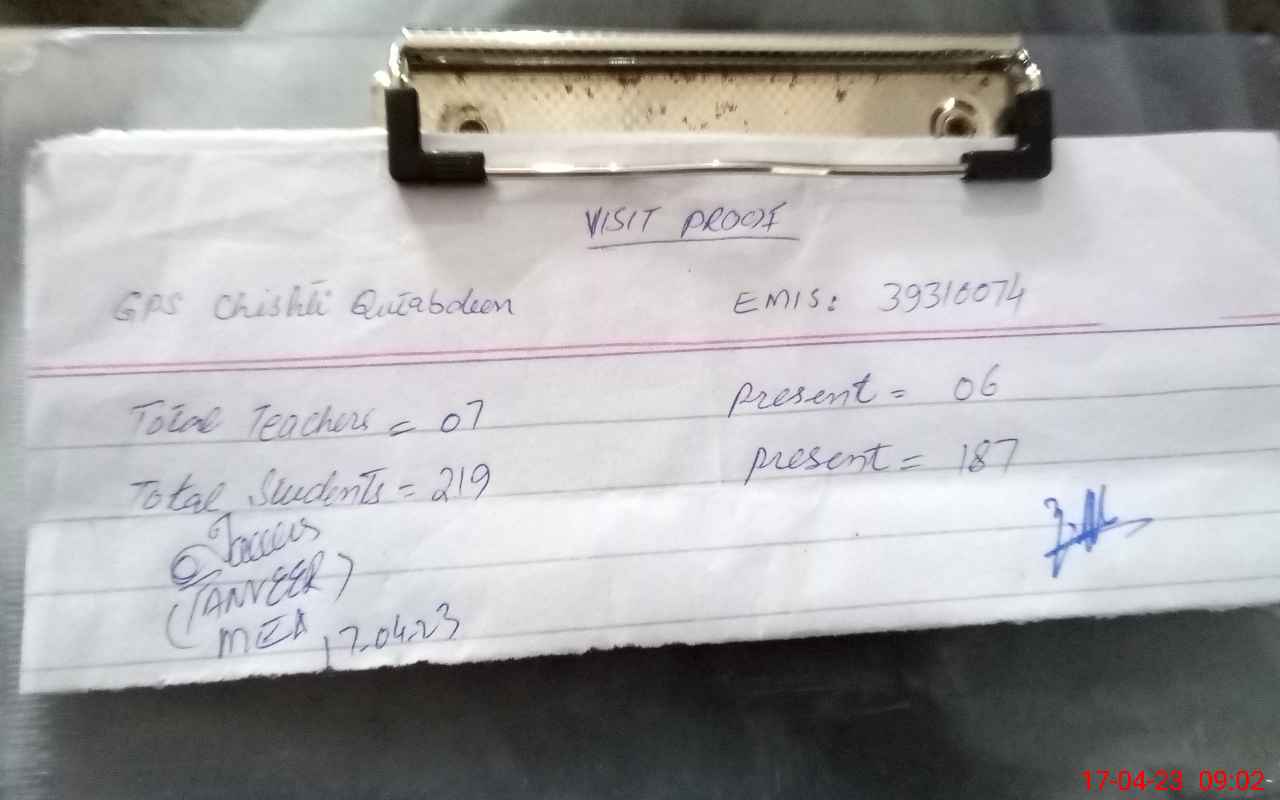 VISIT PROOF
GPS Chishti Qutabdeen EMIS: 39310074
Total Teachers = 07 present = 06
Total Students = 219 present = 187
(TANVEER)
MEA 17.04.23
17-04-23 09:02